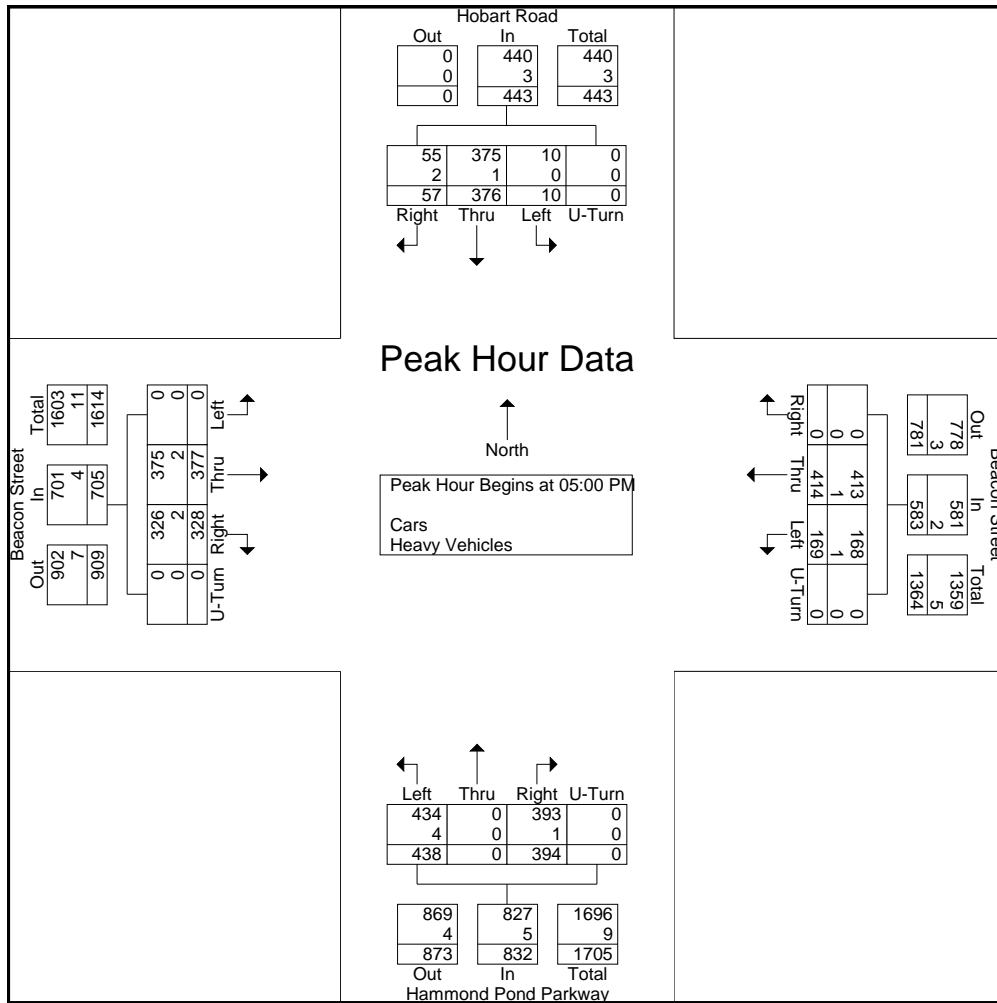 Hobart Road
Out In Total
0 440 440
0 3 3
0 443 443
55 375 10 0
2 1 0 0
57 376 10 0
Right Thru Left U-Turn
Peak Hour Data
North
Peak Hour Begins at 05:00 PM
Cars
Heavy Vehicles
Beacon Street
Out In Total
902 701 1603
7 4 11
909 705 1614
U-Turn Right Thru Left
0 326 375 0
0 2 2 0
0 328 377 0
Beacon Street
Out In Total
778 581 1359
3 2 5
781 583 1364
0 413 168 0
0 1 1 0
0 414 169 0
Right Thru Left U-Turn
Left Thru Right U-Turn
434 0 393 0
4 0 1 0
438 0 394 0
869 827 1696
4 5 9
873 832 1705
Out In Total
Hammond Pond Parkway